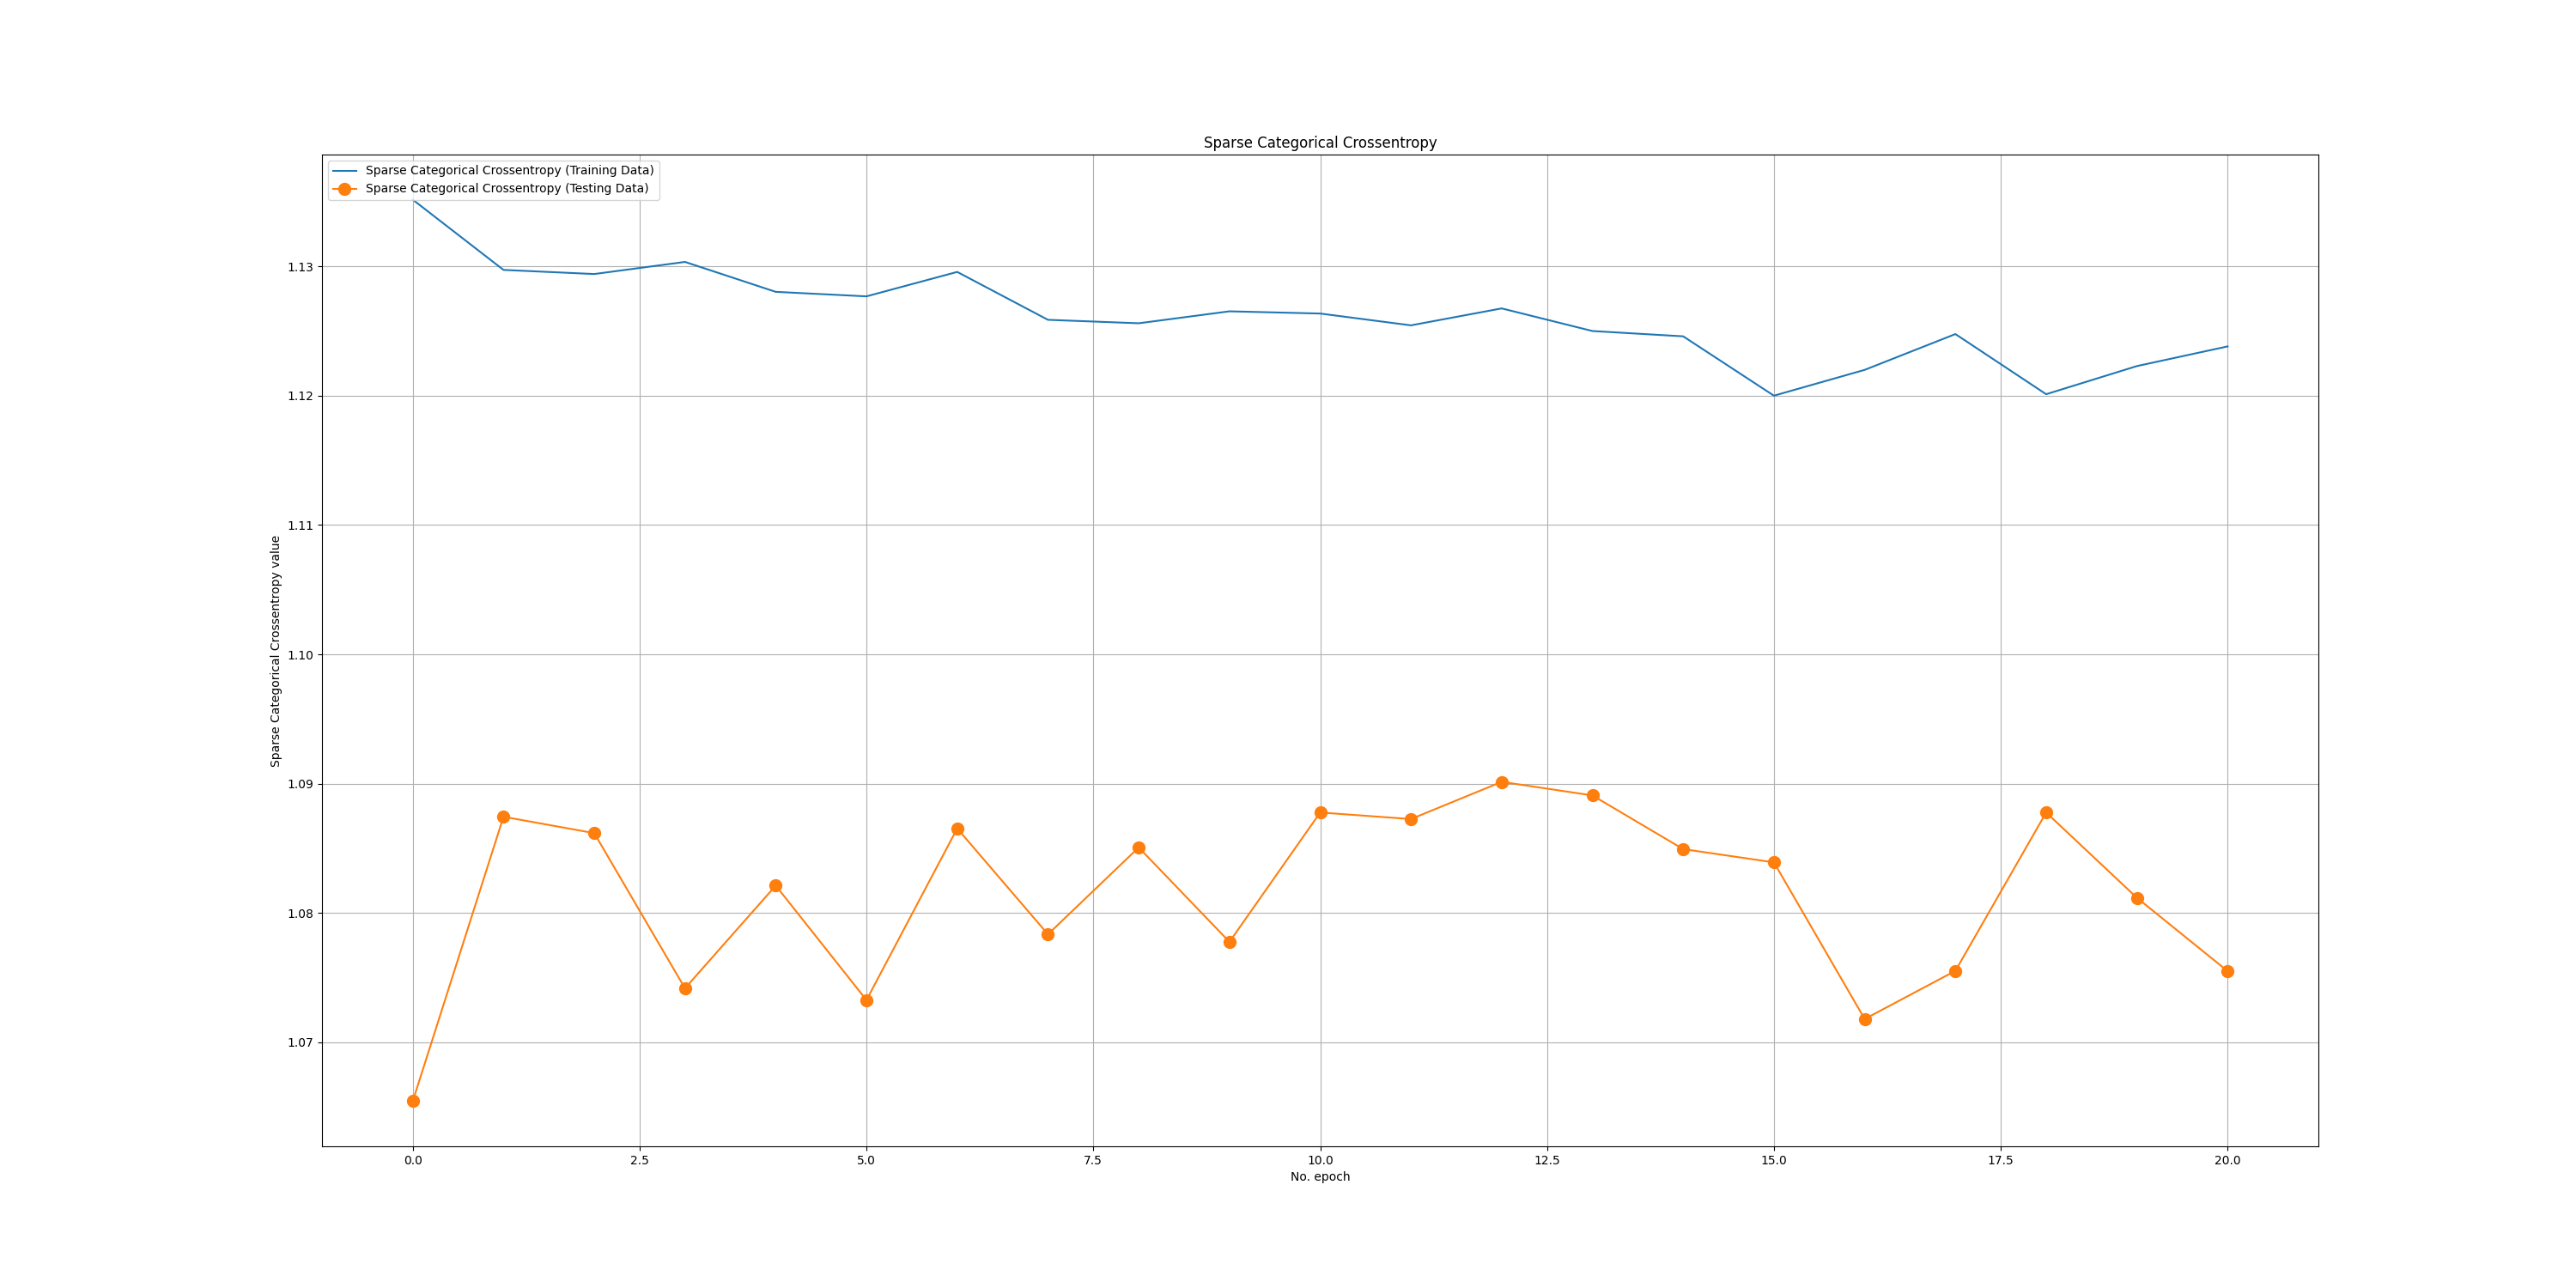 Sparse Categorical Crossentropy
Sparse Categorical Crossentropy (Training Data)
Sparse Categorical Crossentropy (Testing Data)
Sparse Categorical Crossentropy value
1.13
1.12
1.11
1.10
1.09
1.08
1.07
0.0 2.5 5.0 7.5 10.0 12.5 15.0 17.5 20.0
No. epoch